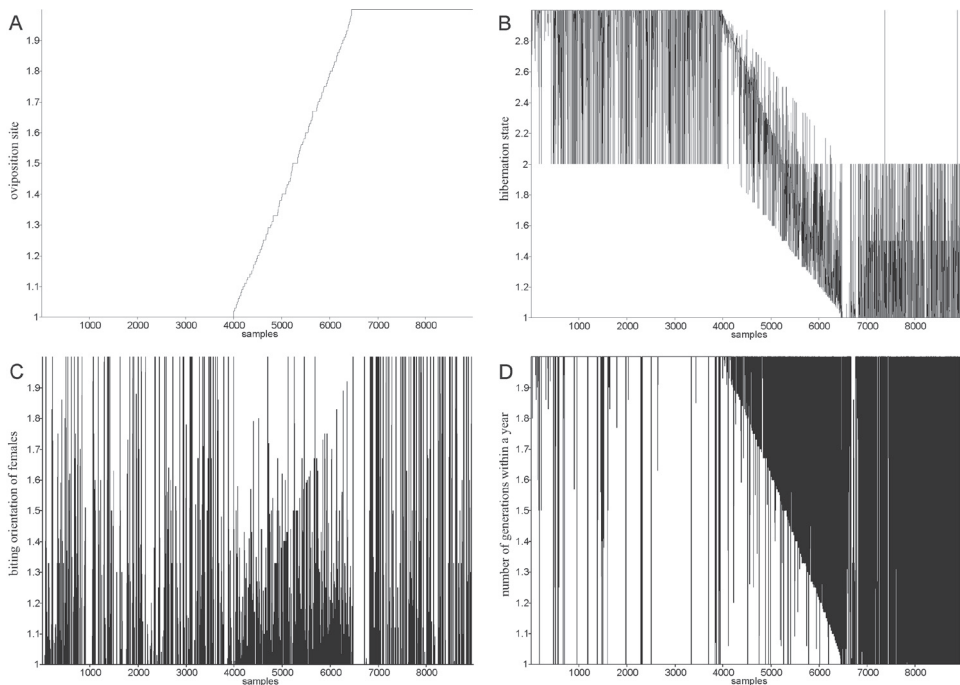 A
oviposition site
1.9
1.8
1.7
1.6
1.5
1.4
1.3
1.2
1.1
1
1000 2000 3000 4000 5000 6000 7000 8000
samples
B
hibernation state
2.8
2.6
2.4
2.2
2
1.8
1.6
1.4
1.2
1
1000 2000 3000 4000 5000 6000 7000 8000
samples
C
biting orientation of females
1.9
1.8
1.7
1.6
1.5
1.4
1.3
1.2
1.1
1
1000 2000 3000 4000 5000 6000 7000 8000
samples
D
number of generations within a year
1.9
1.8
1.7
1.6
1.5
1.4
1.3
1.2
1.1
1
1000 2000 3000 4000 5000 6000 7000 8000
samples